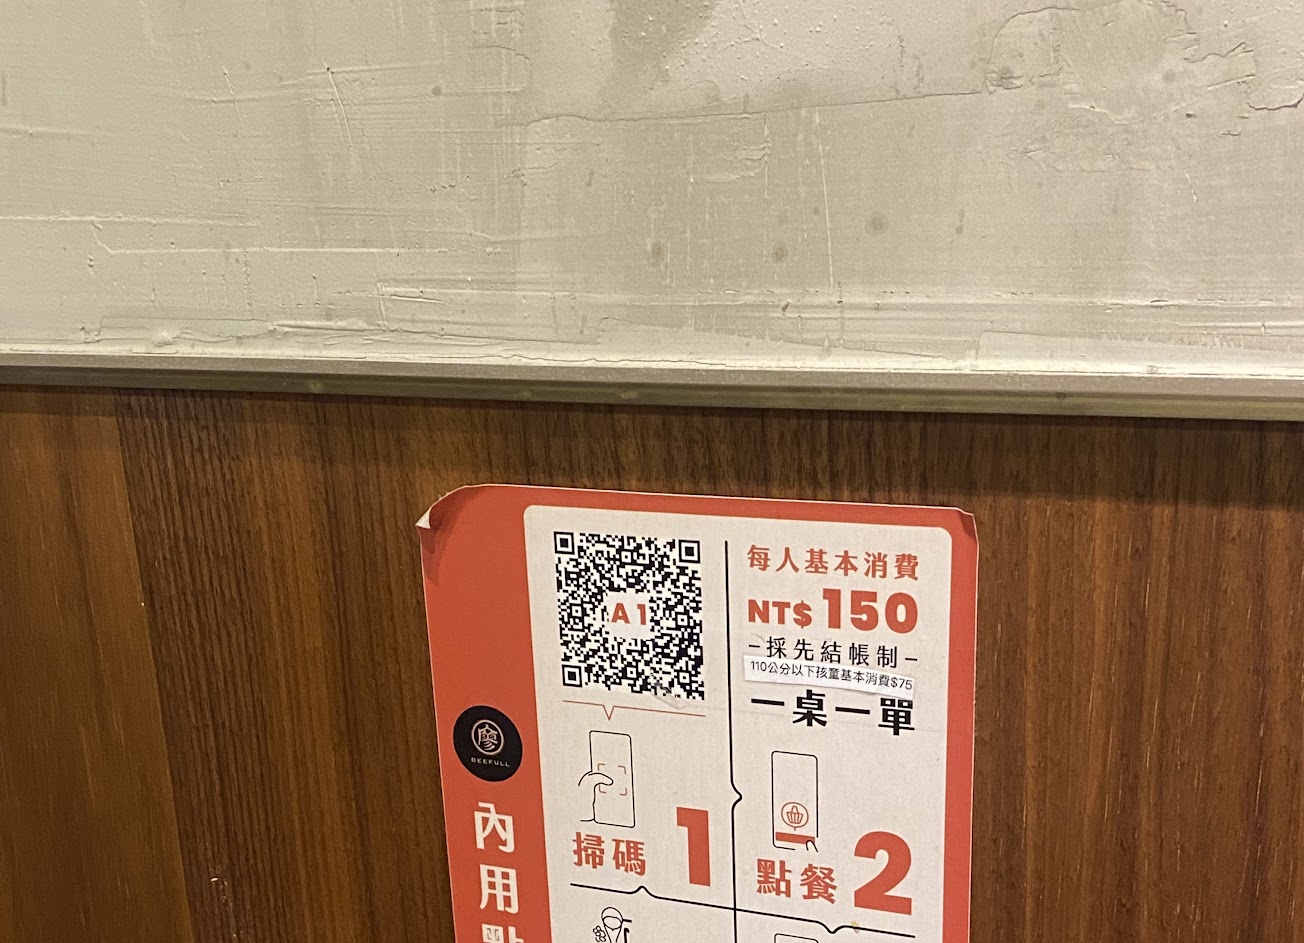 A1
每人基本消費
NT$150
–採先結帳制–
110公分以下孩童基本消費$75
一桌一單
廖
BEEFULL
掃碼 1
點餐 2
內用